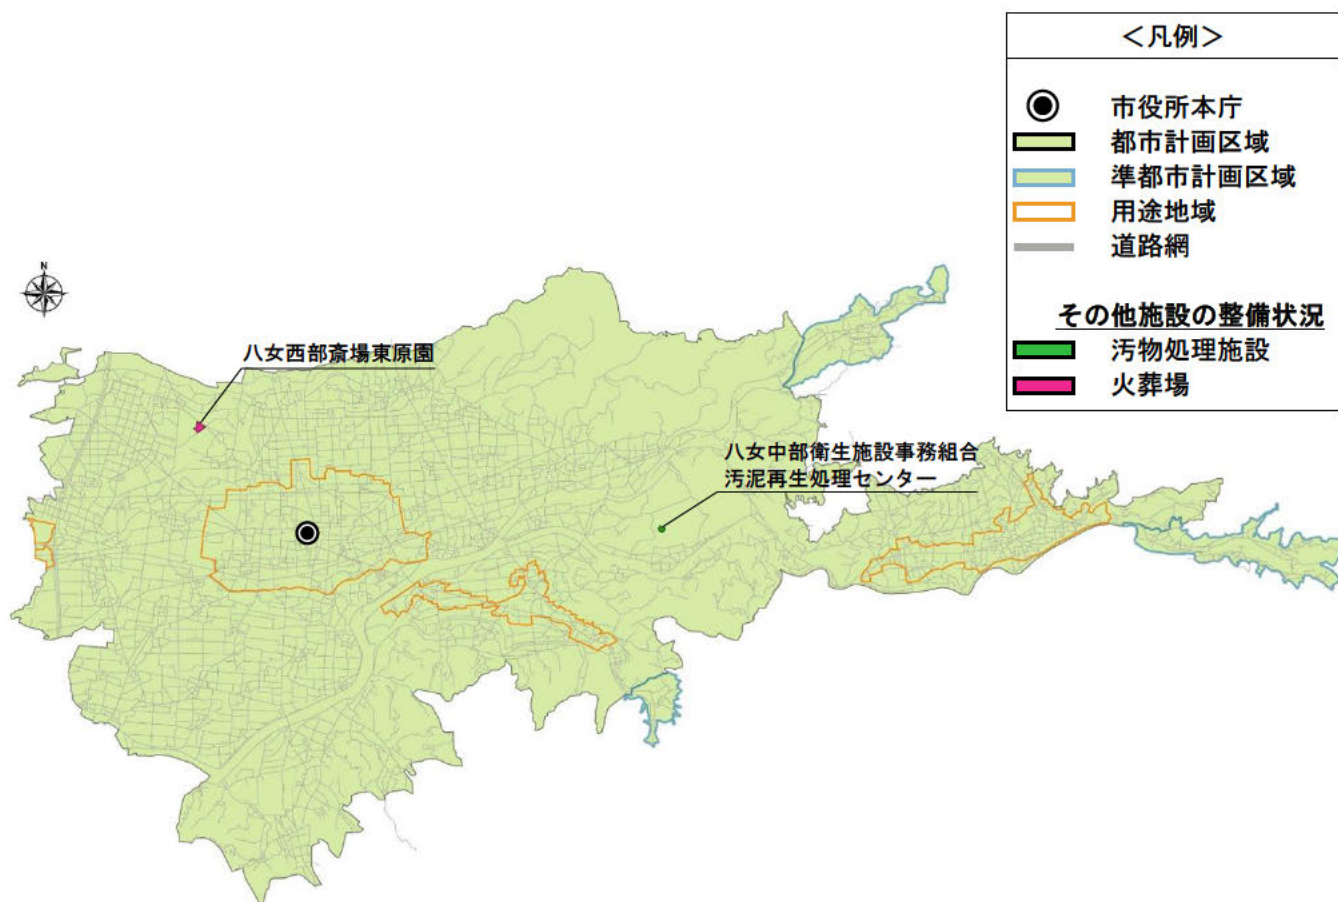 ＜凡例＞
市役所本庁
都市計画区域
準都市計画区域
用途地域
道路網
その他施設の整備状況
汚物処理施設
火葬場
N
八女西部斎場東原園
八女中部衛生施設事務組合
汚泥再生処理センター